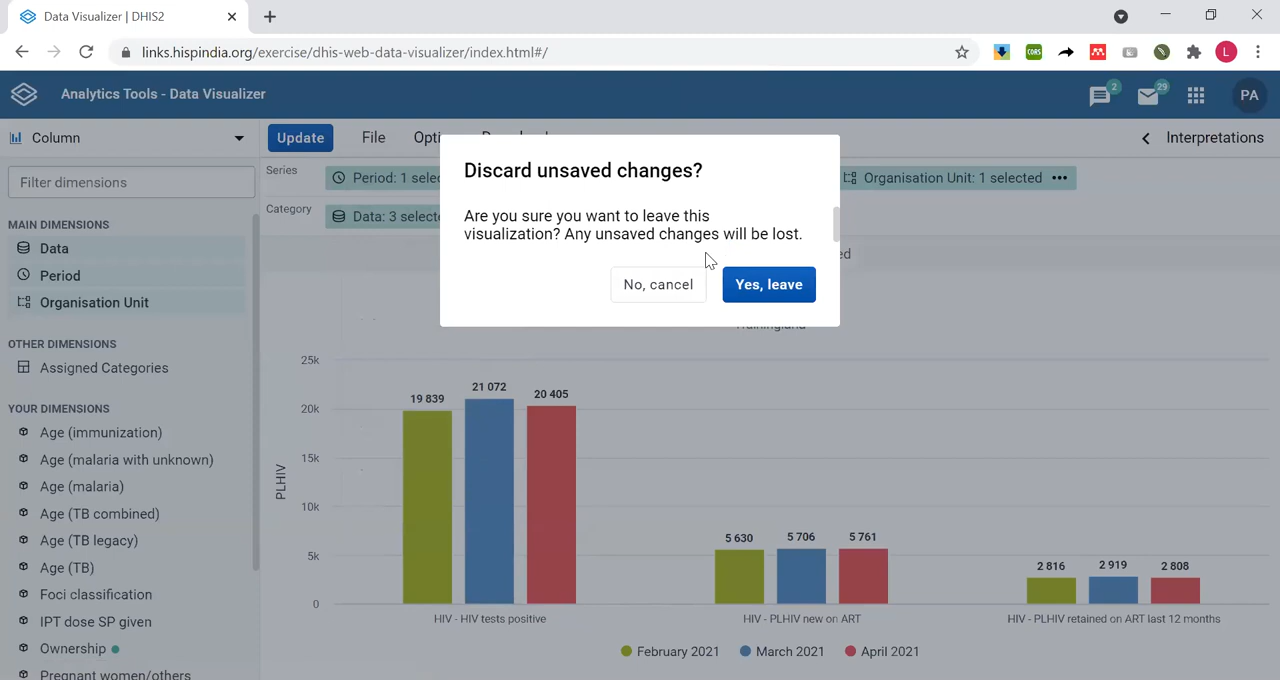 Data Visualizer | DHIS2
links.hispindia.org/exercise/dhis-web-data-visualizer/index.html#/
CORS
L
Analytics Tools - Data Visualizer
2
29
PA
Column
Update
File
Interpretations
Filter dimensions
Series
Period: 1
Organisation Unit: 1 selected
Category
Data: 3
MAIN DIMENSIONS
Data
Period
Organisation Unit
OTHER DIMENSIONS
Assigned Categories
YOUR DIMENSIONS
Age (immunization)
Age (malaria with unknown)
Age (malaria)
Age (TB combined)
Age (TB legacy)
Age (TB)
Foci classification
IPT dose SP given
Ownership
Pregnant women/others
Discard unsaved changes?
Are you sure you want to leave this
visualization? Any unsaved changes will be lost.
No, cancel
Yes, leave
PLHIV
25k
20k
15k
10k
5k
0
19 839
21 072
20 405
5 630
5 706
5 761
2 816
2 919
2 808
HIV - HIV tests positive
HIV - PLHIV new on ART
HIV - PLHIV retained on ART last 12 months
February 2021
March 2021
April 2021